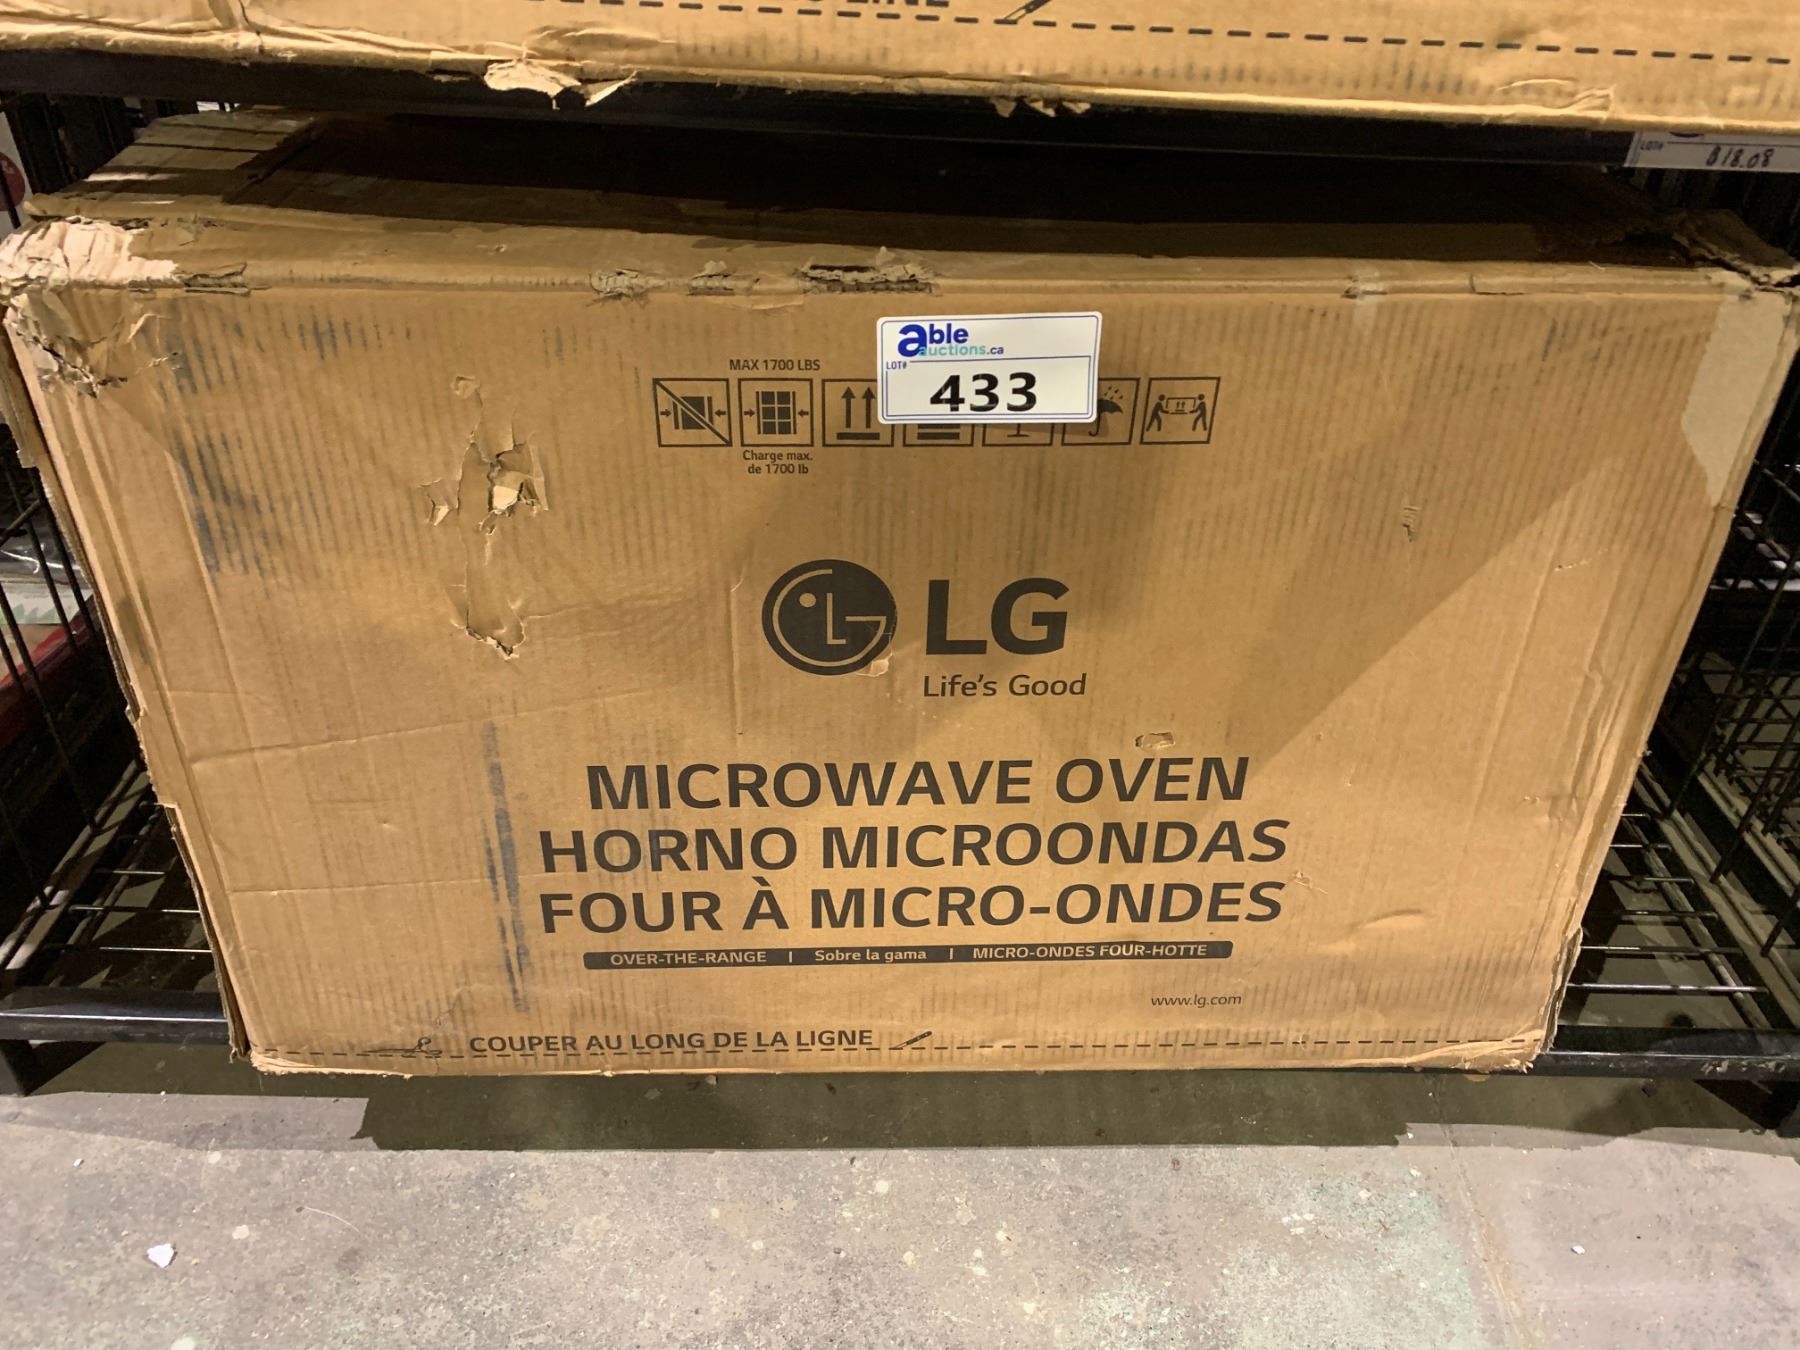 LOT#
able
auctions.ca
LOT#
433
MAX 1700 LBS
Charge max.
de 1700 lb
LG
Life's Good
MICROWAVE OVEN
HORNO MICROONDAS
FOUR À MICRO-ONDES
OVER-THE-RANGE | Sobre la gama | MICRO-ONDES FOUR-HOTTE
www.lg.com
COUPER AU LONG DE LA LIGNE